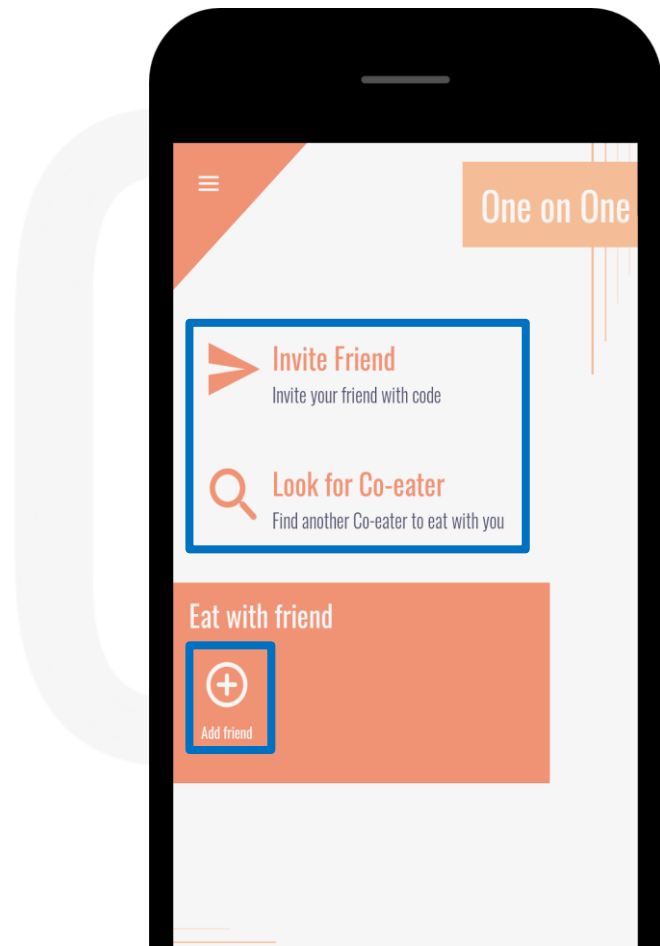 One on One
Invite Friend
Invite your friend with code
Look for Co-eater
Find another Co-eater to eat with you
Eat with friend
Add friend